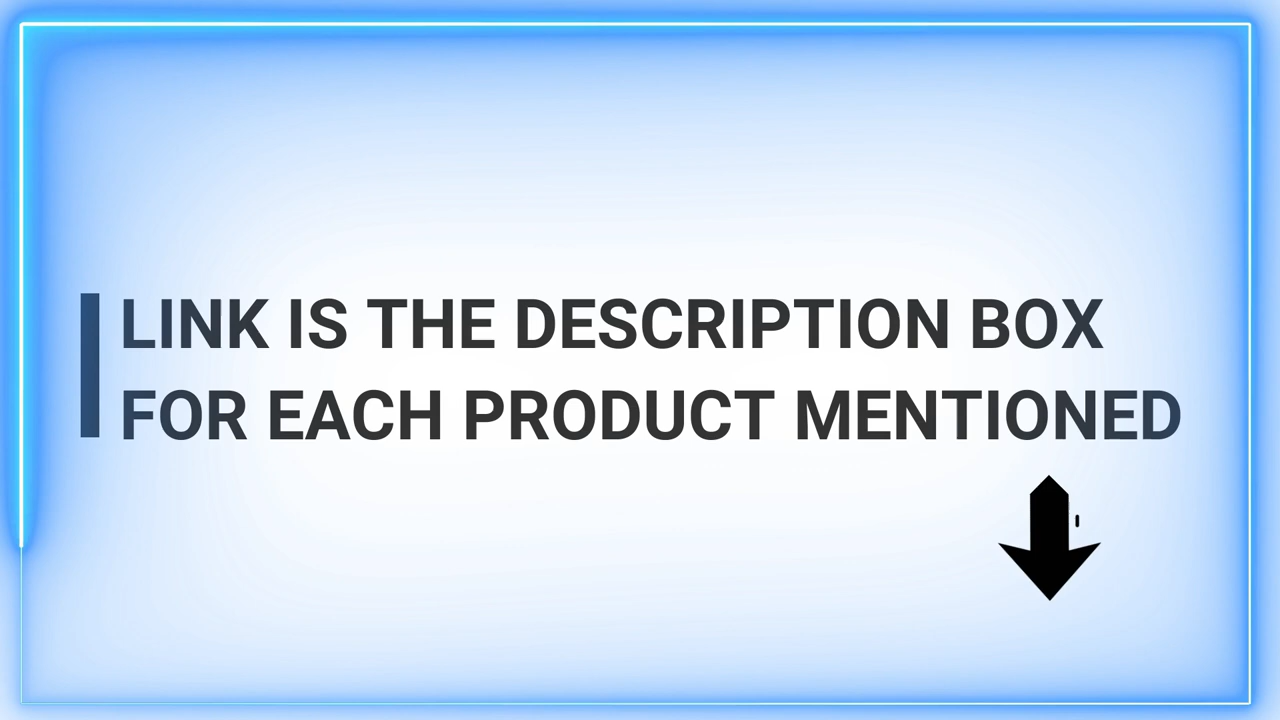 LINK IS THE DESCRIPTION BOX
FOR EACH PRODUCT MENTIONED